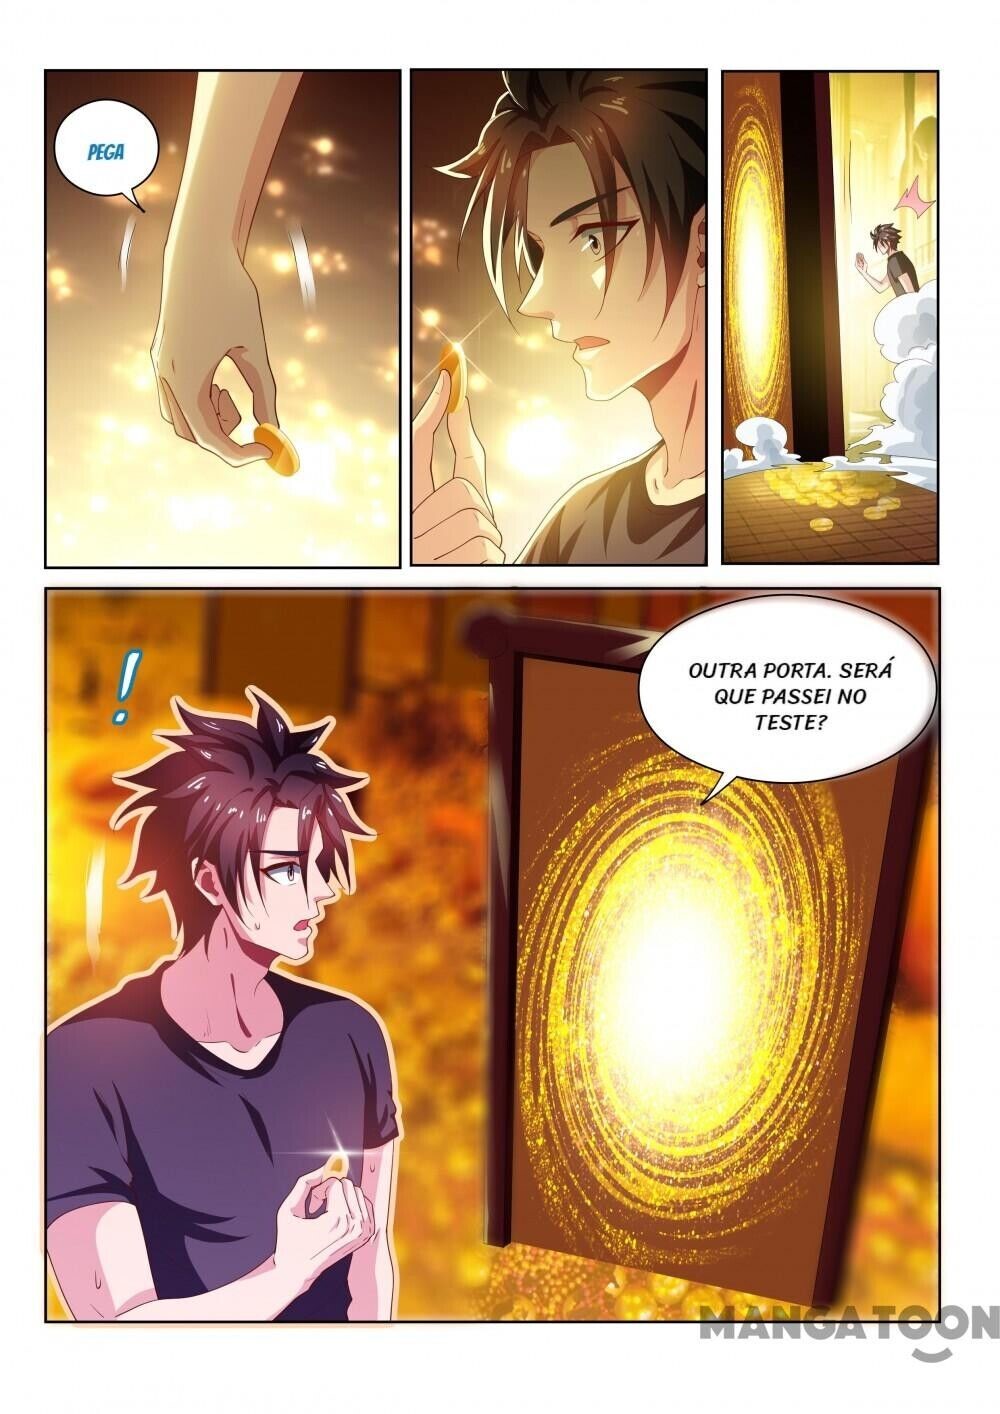 PEGA
!
OUTRA PORTA. SERÁ
QUE PASSEI NO
TESTE?
MANGATOON